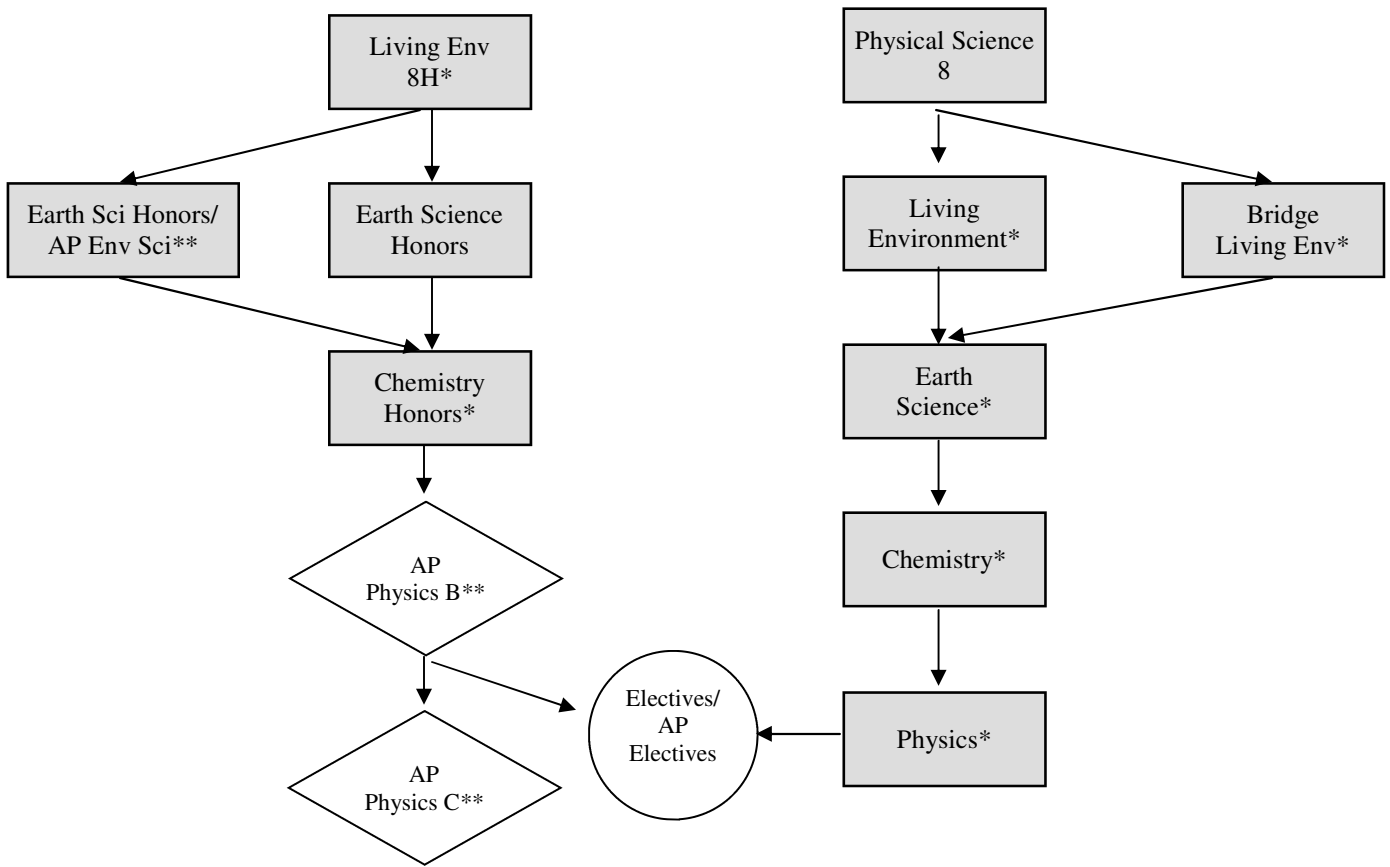 Living Env
8H*
Physical Science
8
Earth Sci Honors/
AP Env Sci**
Earth Science
Honors
Living
Environment*
Bridge
Living Env*
Chemistry
Honors*
Earth
Science*
AP
Physics B**
Chemistry*
Electives/
AP
Electives
Physics*
AP
Physics C**